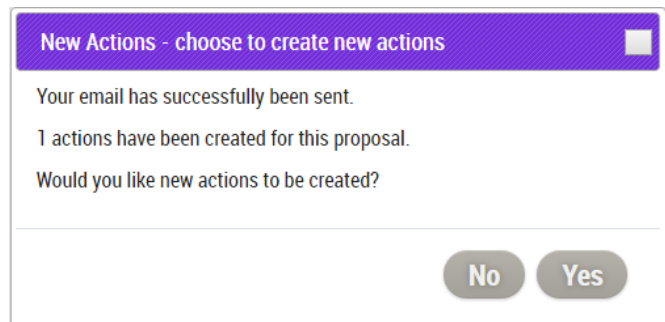 New Actions - choose to create new actions
Your email has successfully been sent.
1 actions have been created for this proposal.
Would you like new actions to be created?
No Yes